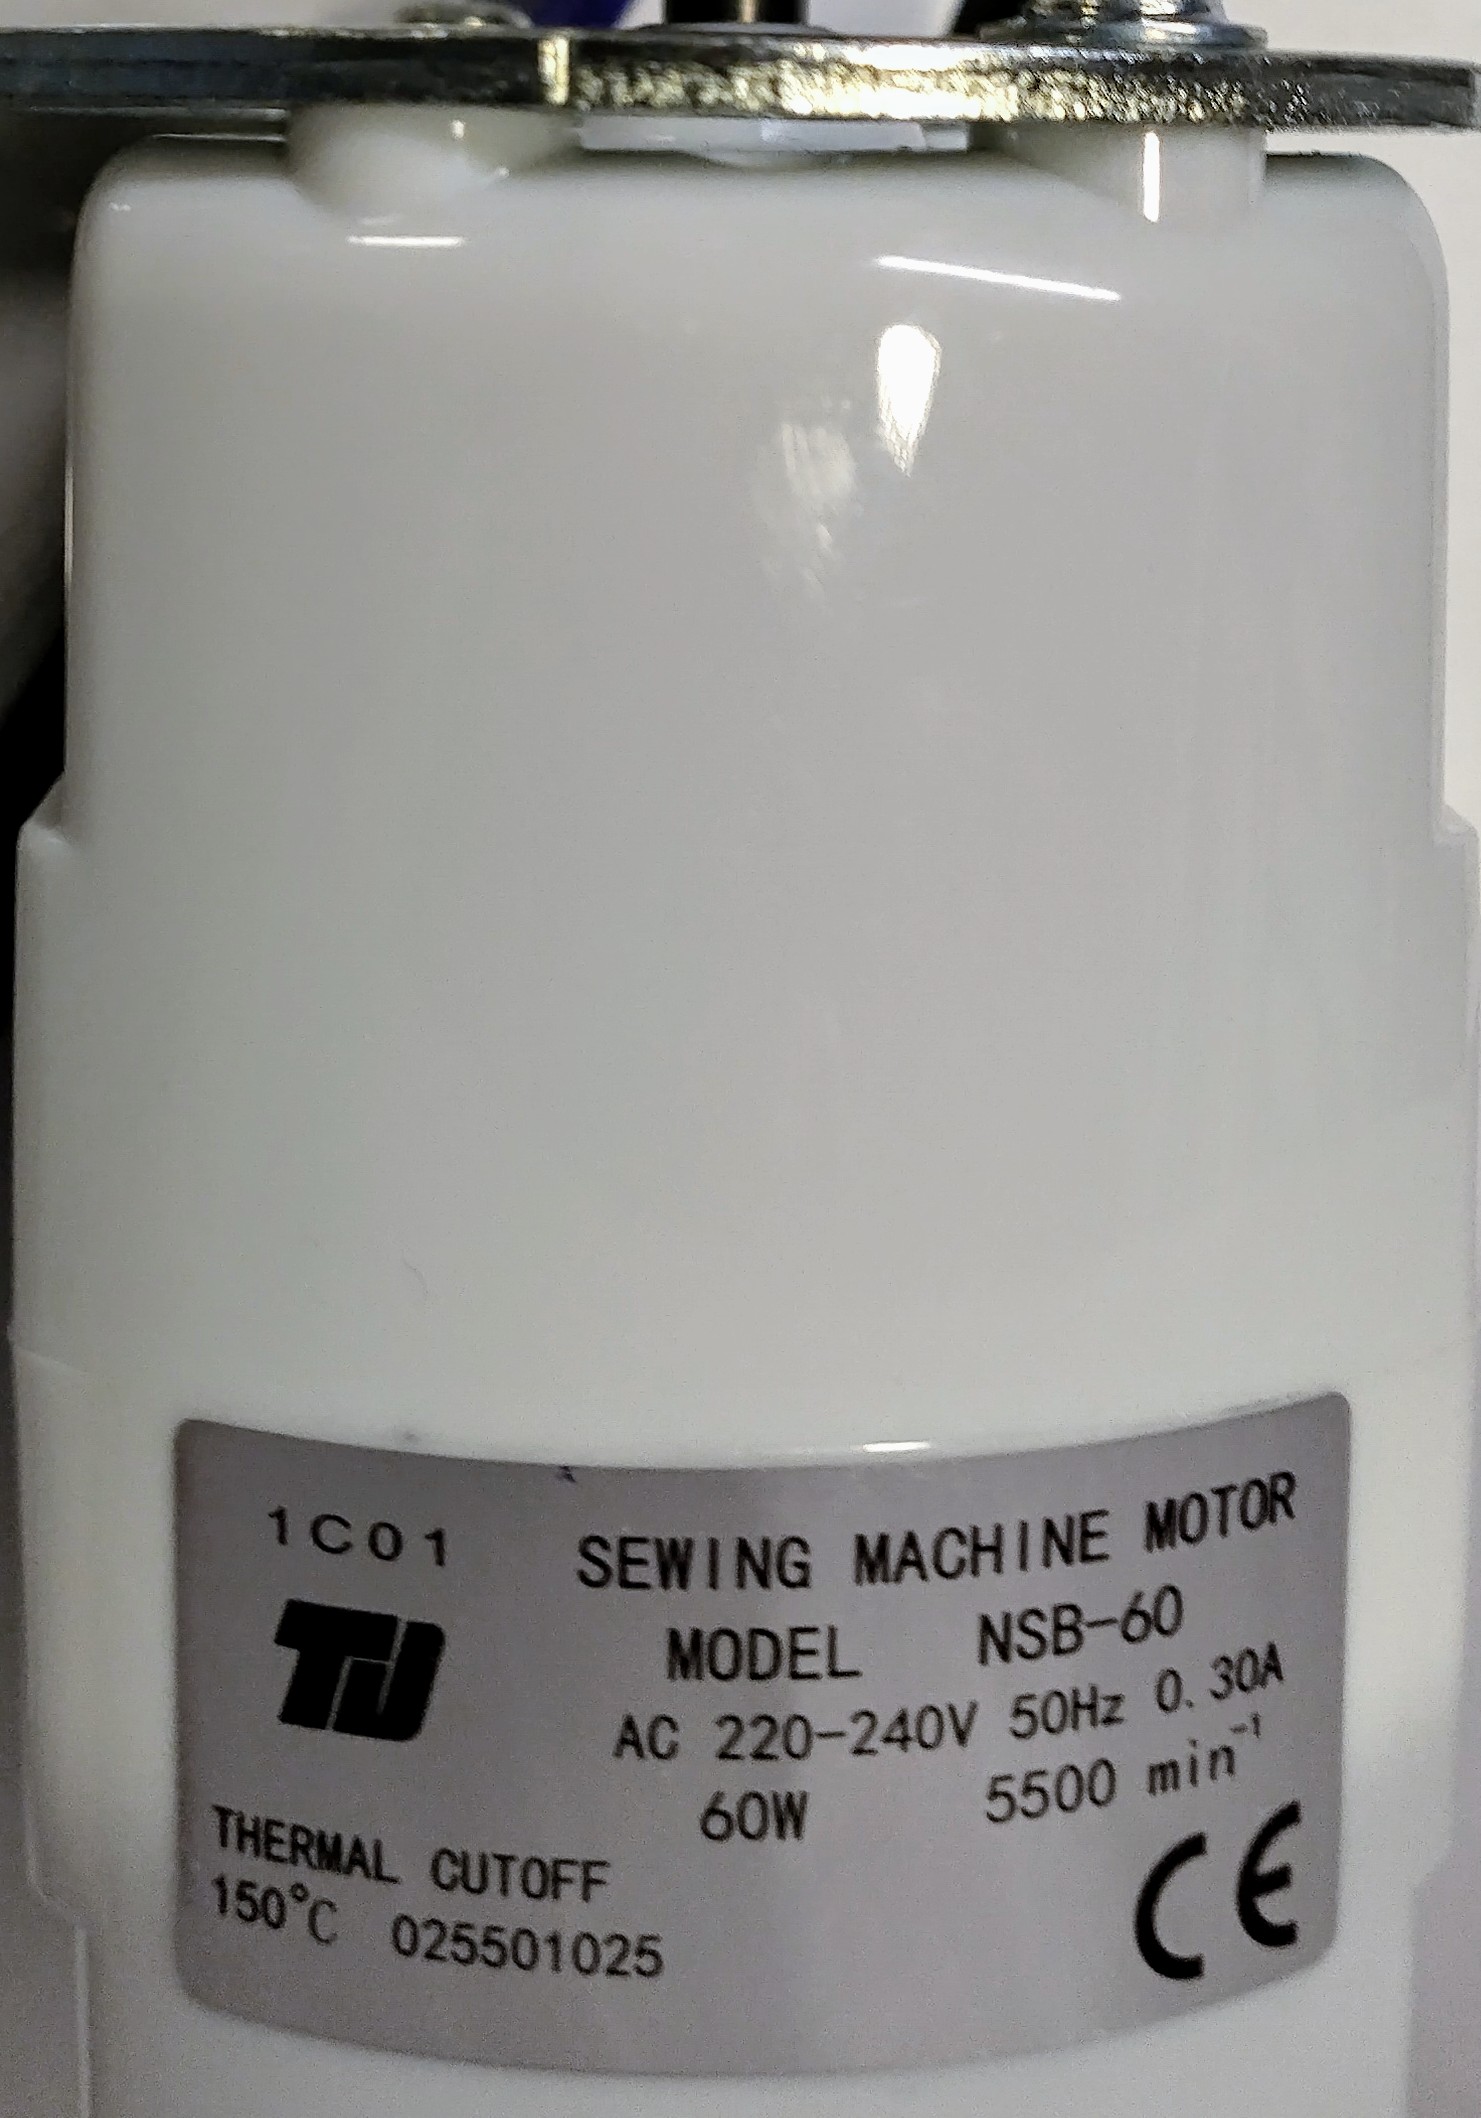 1C01
SEWING MACHINE MOTOR
MODEL NSB-60
TJ
AC 220-240V 50Hz 0.30A
60W 5500 min⁻¹
THERMAL CUTOFF
150°C 025501025
CE